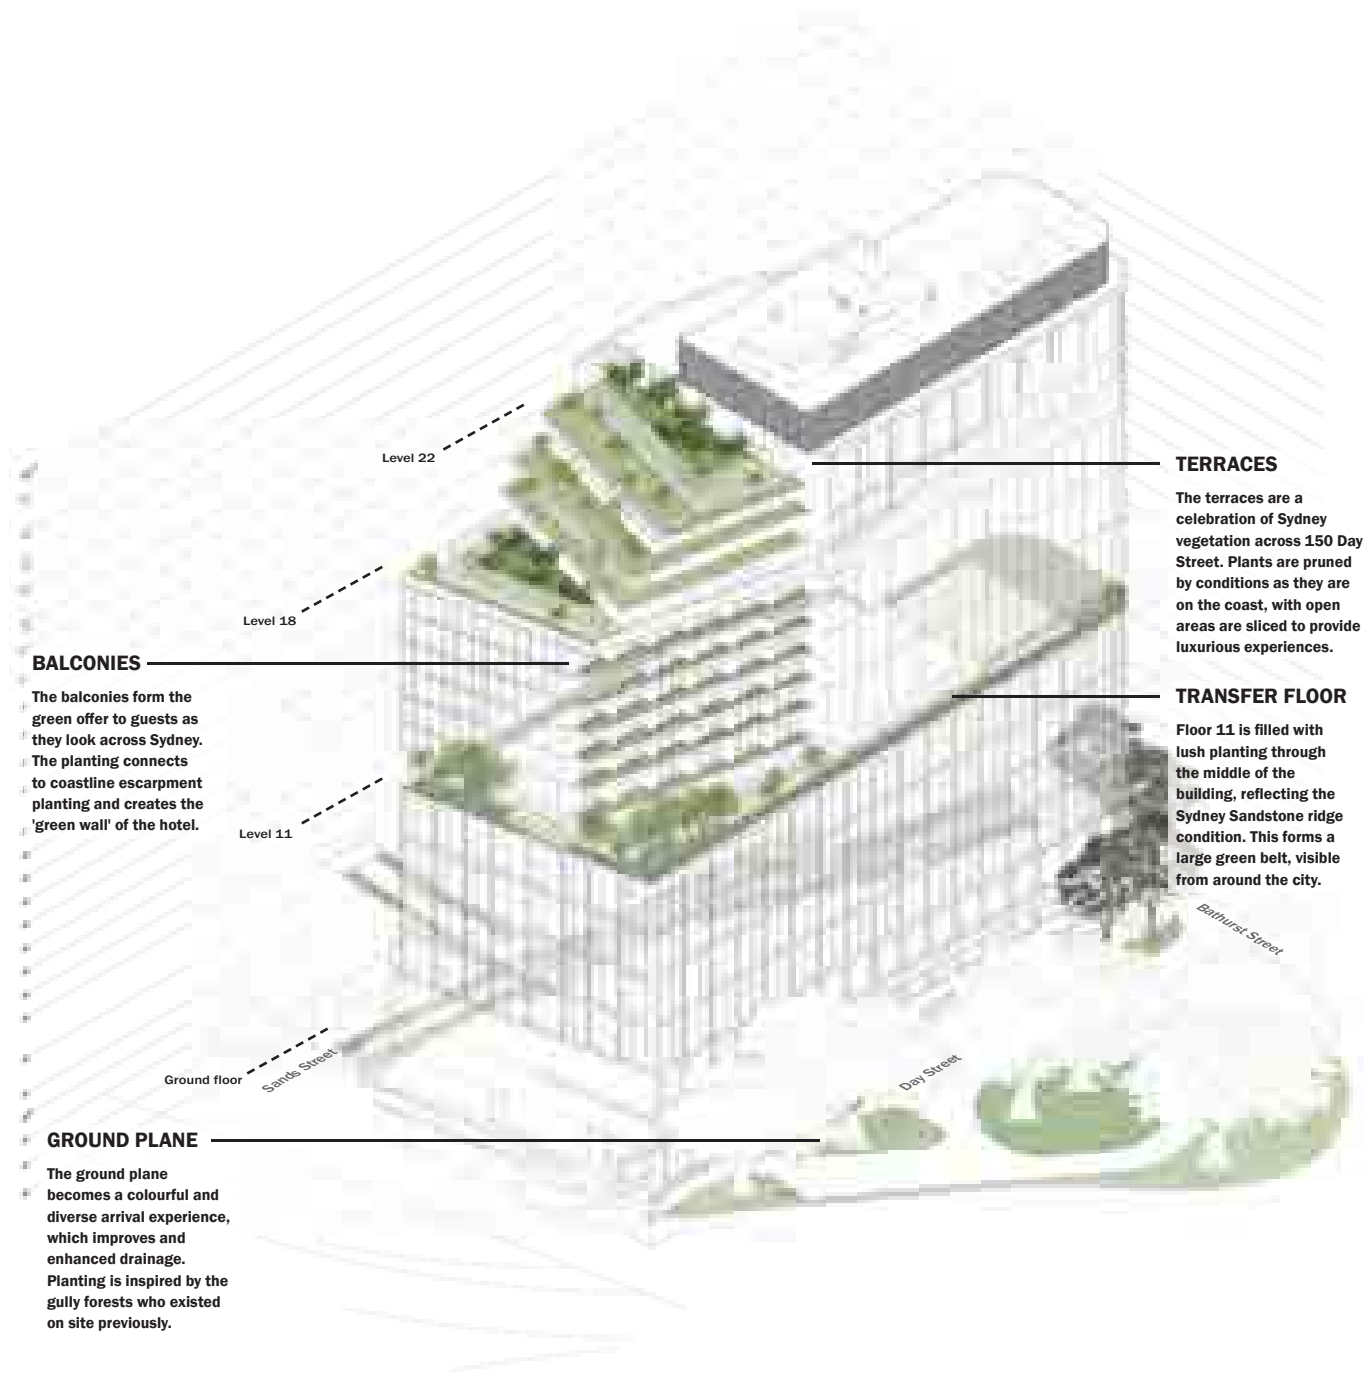 Level 22
TERRACES
The terraces are a
celebration of Sydney
vegetation across 150 Day
Street. Plants are pruned
by conditions as they are
on the coast, with open
areas are sliced to provide
luxurious experiences.
Level 18
BALCONIES
The balconies form the
green offer to guests as
they look across Sydney.
The planting connects
to coastline escarpment
planting and creates the
'green wall' of the hotel.
TRANSFER FLOOR
Floor 11 is filled with
lush planting through
the middle of the
building, reflecting the
Sydney Sandstone ridge
condition. This forms a
large green belt, visible
from around the city.
Level 11
Bathurst Street
Ground floor
Sands Street
Day Street
GROUND PLANE
The ground plane
becomes a colourful and
diverse arrival experience,
which improves and
enhanced drainage.
Planting is inspired by the
gully forests who existed
on site previously.